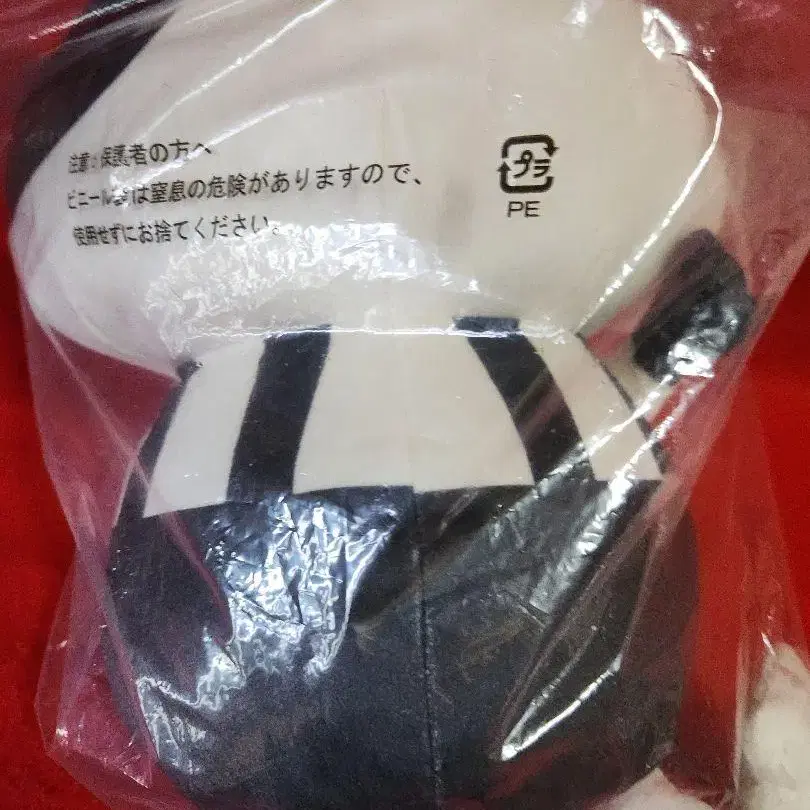 注意:保護者の方へ
ビニール は窒息の危険がありますので、
使用せずにお捨てください。
プラ
PE